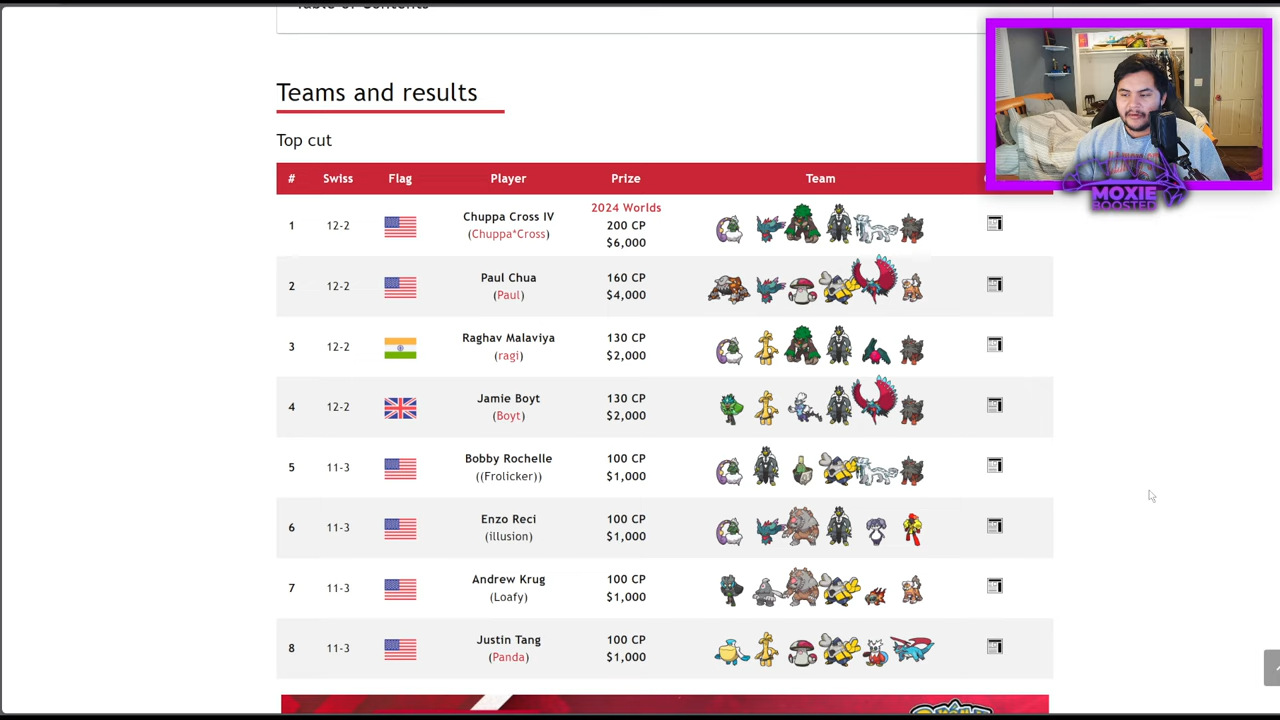 Table of Contents
Teams and results
Top cut
# Swiss Flag Player Prize Team
1 12-2 Chuppa Cross IV (Chuppa*Cross) 2024 Worlds 200 CP $6,000
2 12-2 Paul Chua (Paul) 160 CP $4,000
3 12-2 Raghav Malaviya (ragi) 130 CP $2,000
4 12-2 Jamie Boyt (Boyt) 130 CP $2,000
5 11-3 Bobby Rochelle ((Frolicker)) 100 CP $1,000
6 11-3 Enzo Reci (illusion) 100 CP $1,000
7 11-3 Andrew Krug (Loafy) 100 CP $1,000
8 11-3 Justin Tang (Panda) 100 CP $1,000
MOXIE
BOOSTED